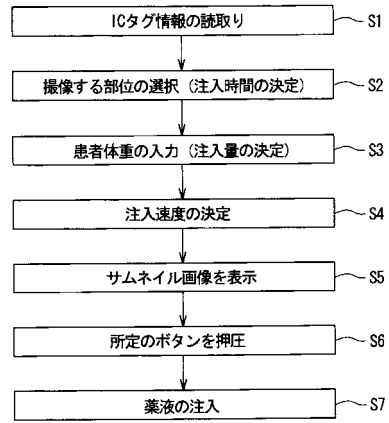 ICタグ情報の読取り S1
撮像する部位の選択(注入時間の決定) S2
患者体重の入力(注入量の決定) S3
注入速度の決定 S4
サムネイル画像を表示 S5
所定のボタンを押圧 S6
薬液の注入 S7